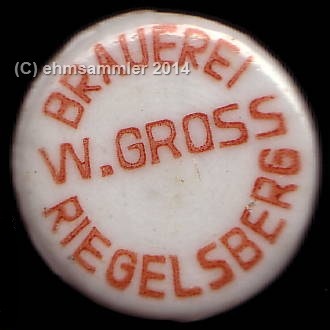 (C) ehmsammler 2014
BRAUEREI
W.GROSS
RIEGELSBERG